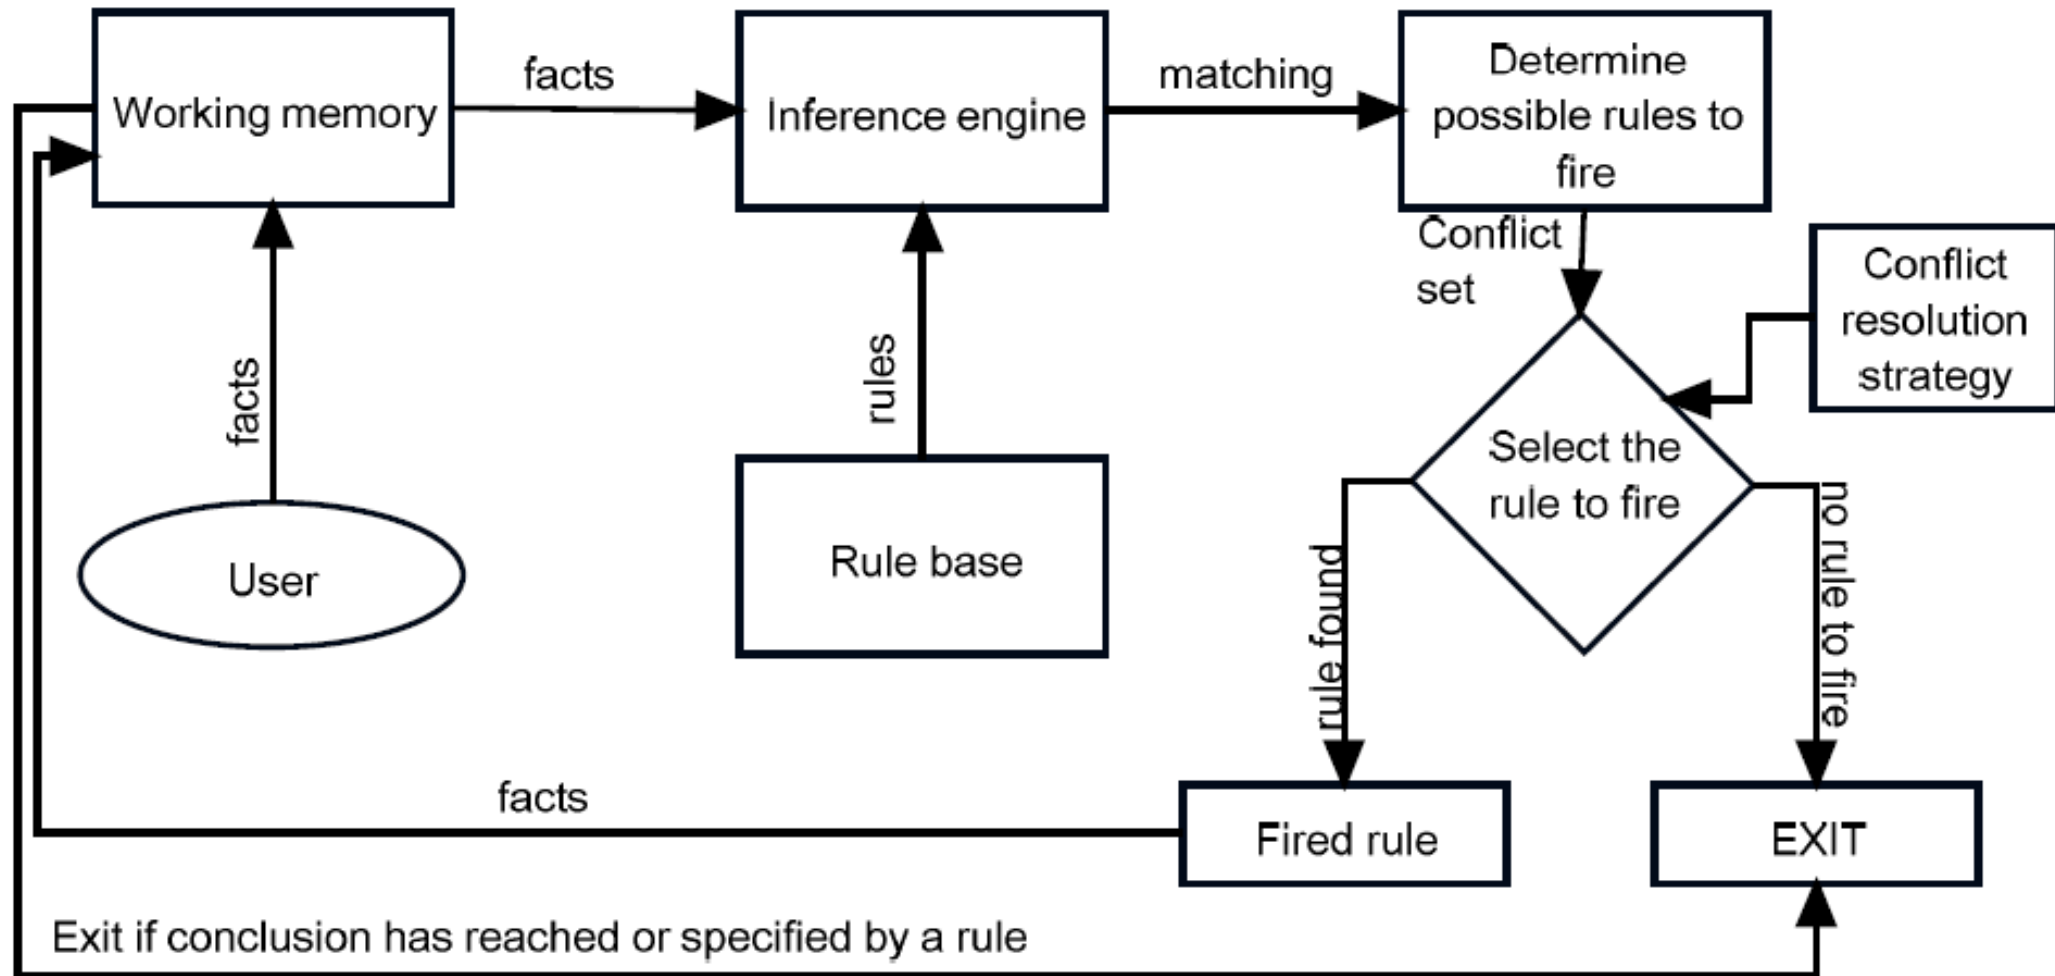 facts
matching
Determine
possible rules to
fire
Working memory
Inference engine
Conflict
set
Conflict
resolution
strategy
facts
rules
Select the
rule to fire
User
Rule base
rule found
no rule to fire
facts
Fired rule
EXIT
Exit if conclusion has reached or specified by a rule